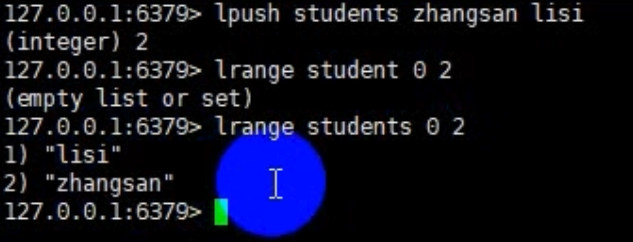 127.0.0.1:6379> lpush students zhangsan lisi
(integer) 2
127.0.0.1:6379> lrange student 0 2
(empty list or set)
127.0.0.1:6379> lrange students 0 2
1) "lisi"
2) "zhangsan"
127.0.0.1:6379>